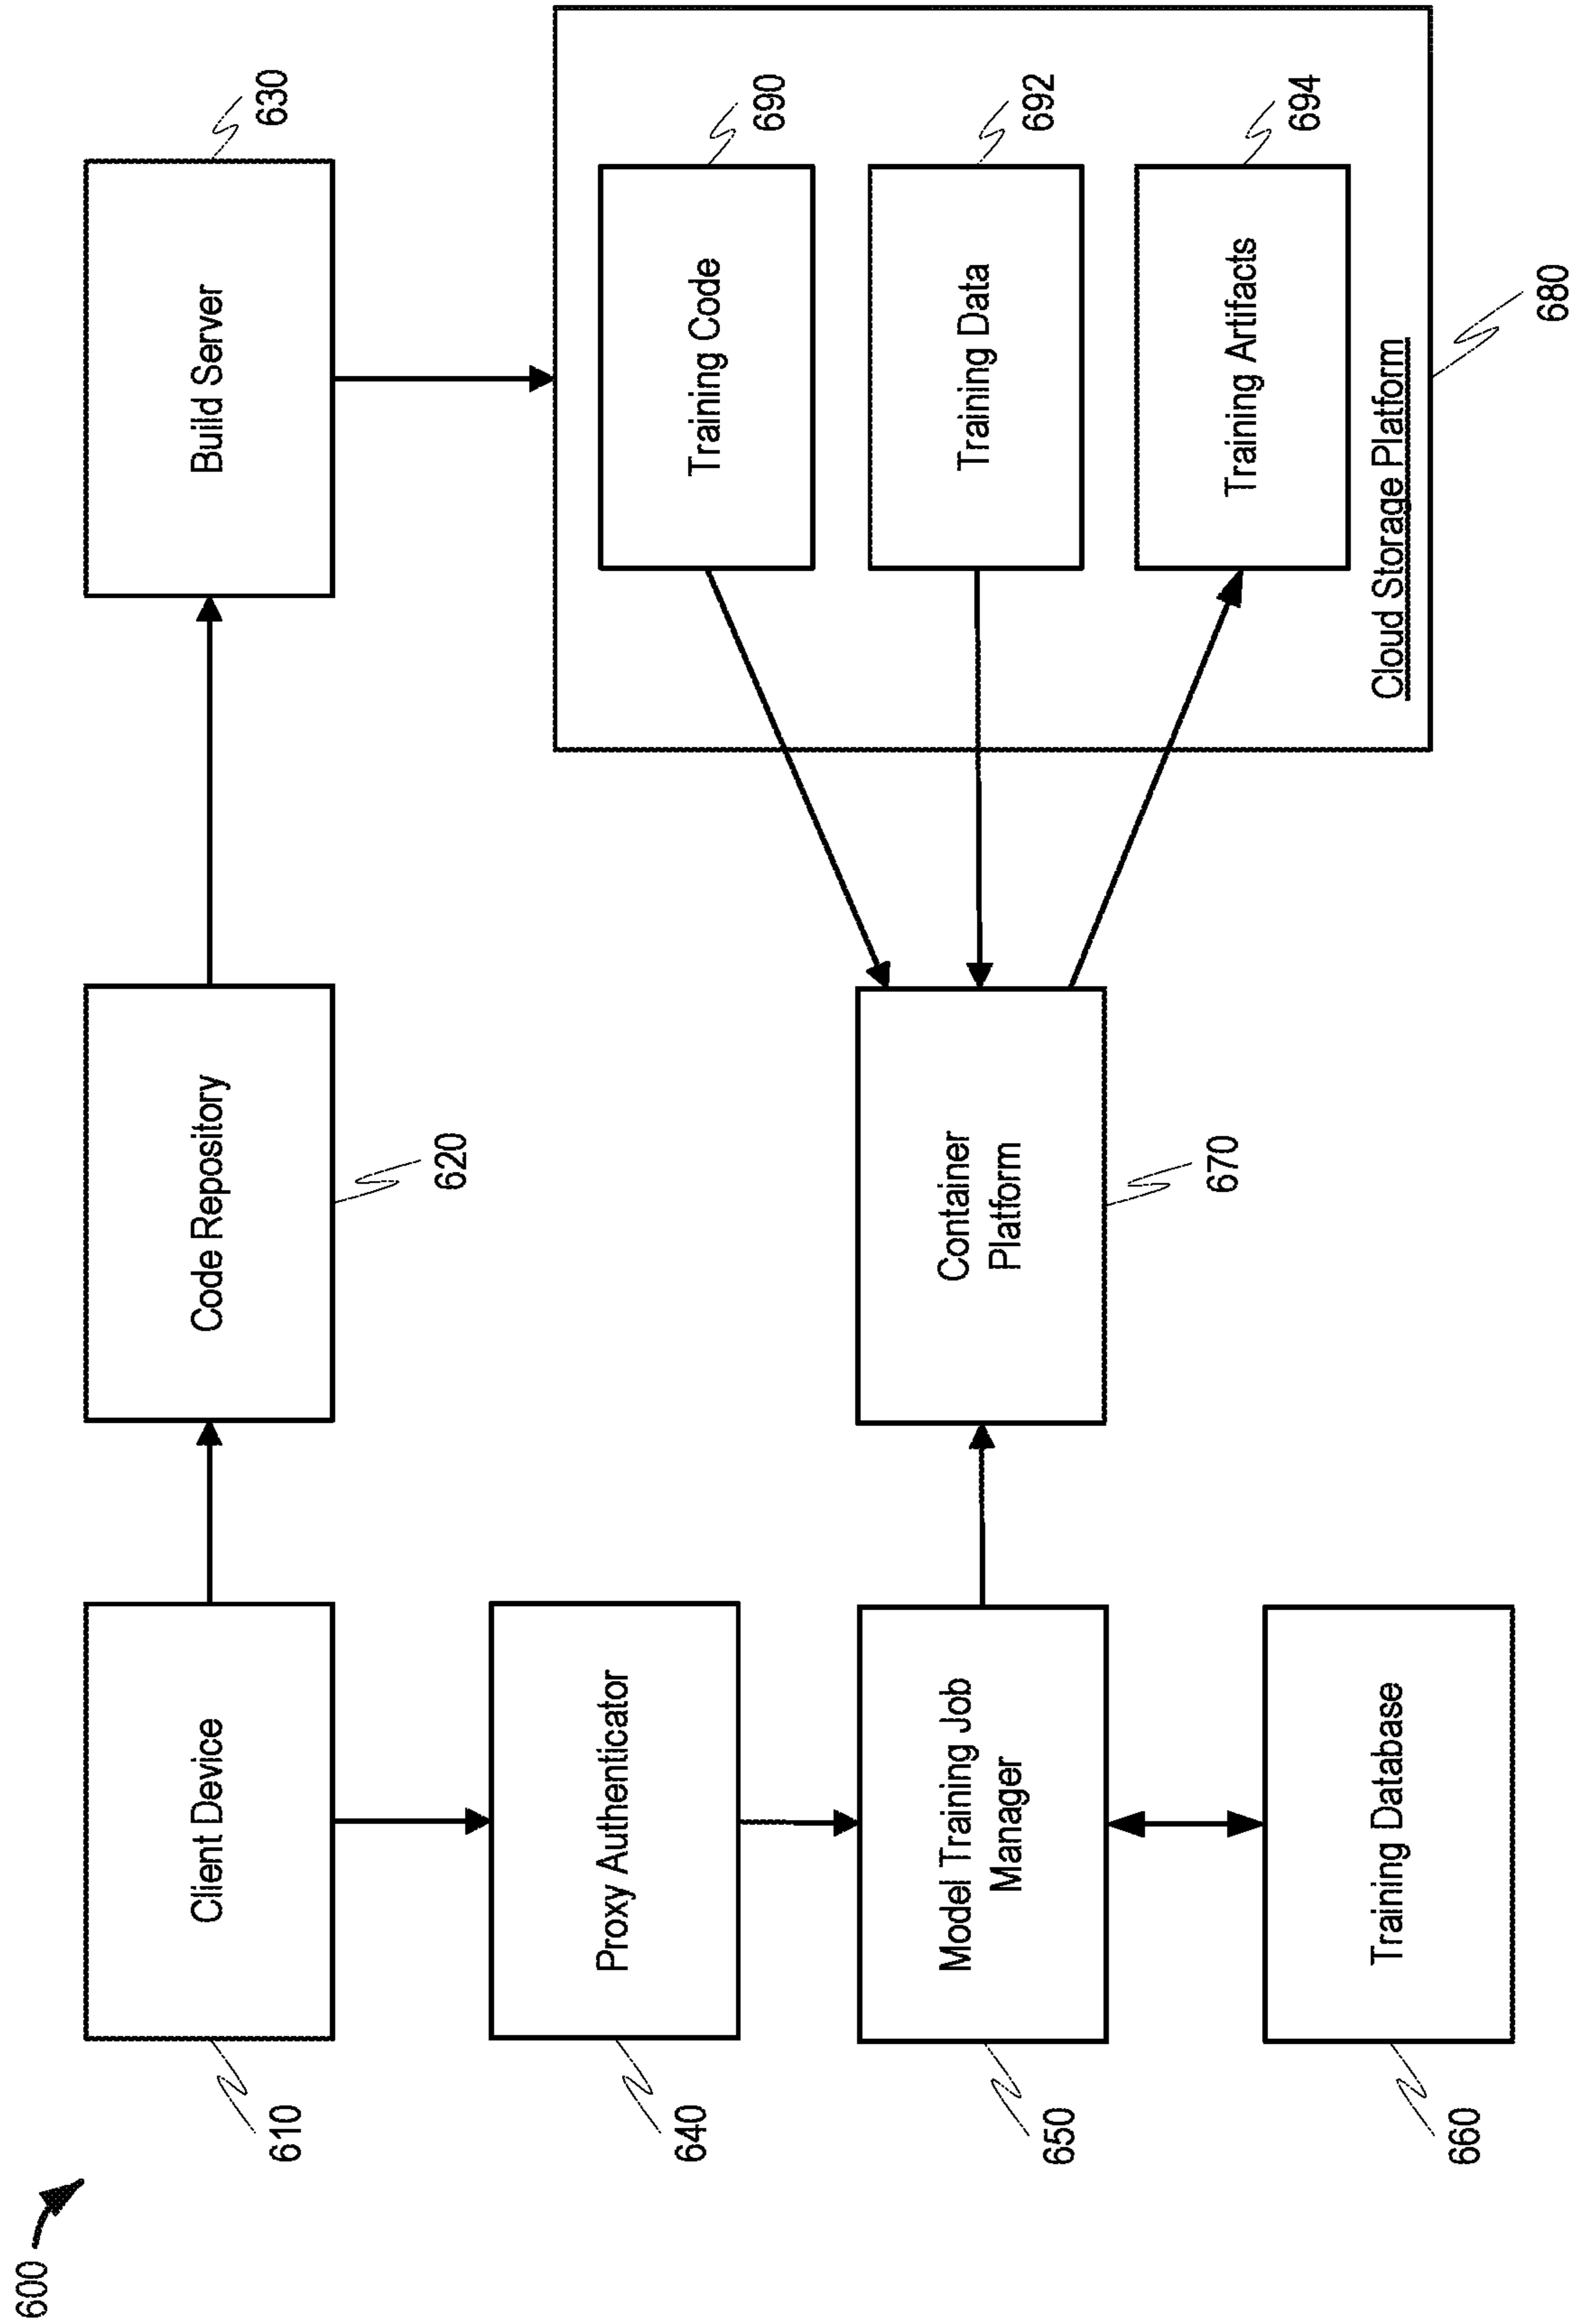 600
Client Device
610
Code Repository
620
Build Server
630
Proxy Authenticator
640
Model Training Job
Manager
650
Container
Platform
670
Training Database
660
Training Code
690
Training Data
692
Training Artifacts
694
Cloud Storage Platform
680